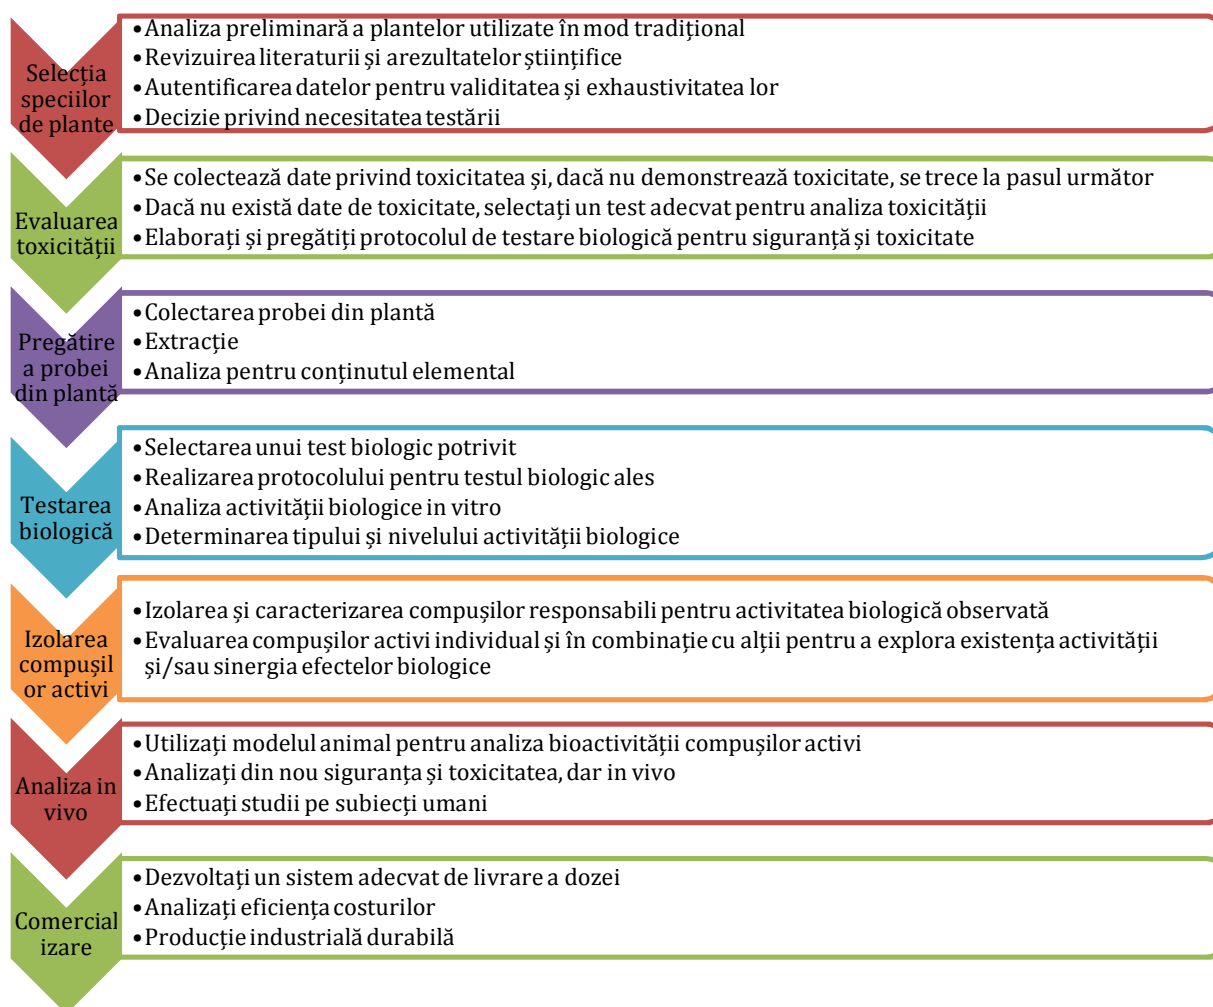 Selecția
speciilor
de plante
•Analiza preliminară a plantelor utilizate în mod tradițional
•Revizuirea literaturii și arezultatelor științifice
•Autentificarea datelor pentru validitatea și exhaustivitatea lor
•Decizie privind necesitatea testării
Evaluarea
toxicității
•Se colectează date privind toxicitatea și, dacă nu demonstrează toxicitate, se trece la pasul următor
•Dacă nu există date de toxicitate, selectați un test adecvat pentru analiza toxicității
•Elaborați și pregătiți protocolul de testare biologică pentru siguranță și toxicitate
Pregătire
a probei
din plantă
•Colectarea probei din plantă
•Extracție
•Analiza pentru conținutul elemental
Testarea
biologică
•Selectarea unui test biologic potrivit
•Realizarea protocolului pentru testul biologic ales
•Analiza activității biologice in vitro
•Determinarea tipului și nivelului activității biologice
Izolarea
compușil
or activi
•Izolarea și caracterizarea compușilor responsabili pentru activitatea biologică observată
•Evaluarea compușilor activi individual și în combinație cu alții pentru a explora existența activității
și/sau sinergia efectelor biologice
Analiza in
vivo
•Utilizați modelul animal pentru analiza bioactivității compușilor activi
•Analizați din nou siguranța și toxicitatea, dar in vivo
•Efectuați studii pe subiecți umani
Comercial
izare
•Dezvoltați un sistem adecvat de livrare a dozei
•Analizați eficiența costurilor
•Producție industrială durabilă